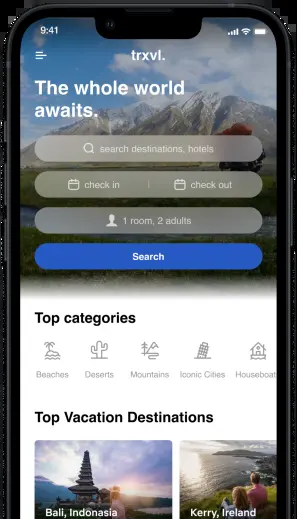 9:41
trxvl.
The whole world
awaits.
search destinations, hotels
check in | check out
1 room, 2 adults
Search
Top categories
Beaches Deserts Mountains Iconic Cities Houseboat
Top Vacation Destinations
Bali, Indonasia Kerry, Ireland